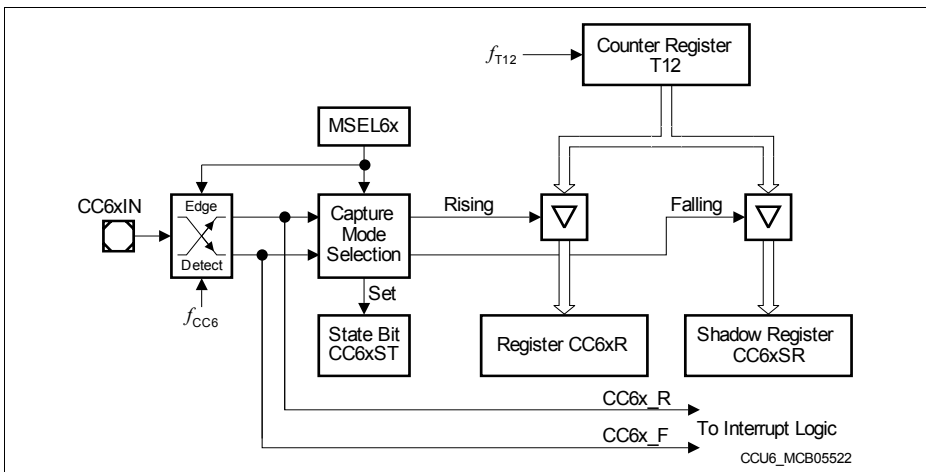 Counter Register
T12
fT12
MSEL6x
CC6xIN
Edge
Detect
Capture
Mode
Selection
Rising
Falling
fCC6
Set
State Bit
CC6xST
Register CC6xR
Shadow Register
CC6xSR
CC6x_R
CC6x_F
To Interrupt Logic
CCU6_MCB05522